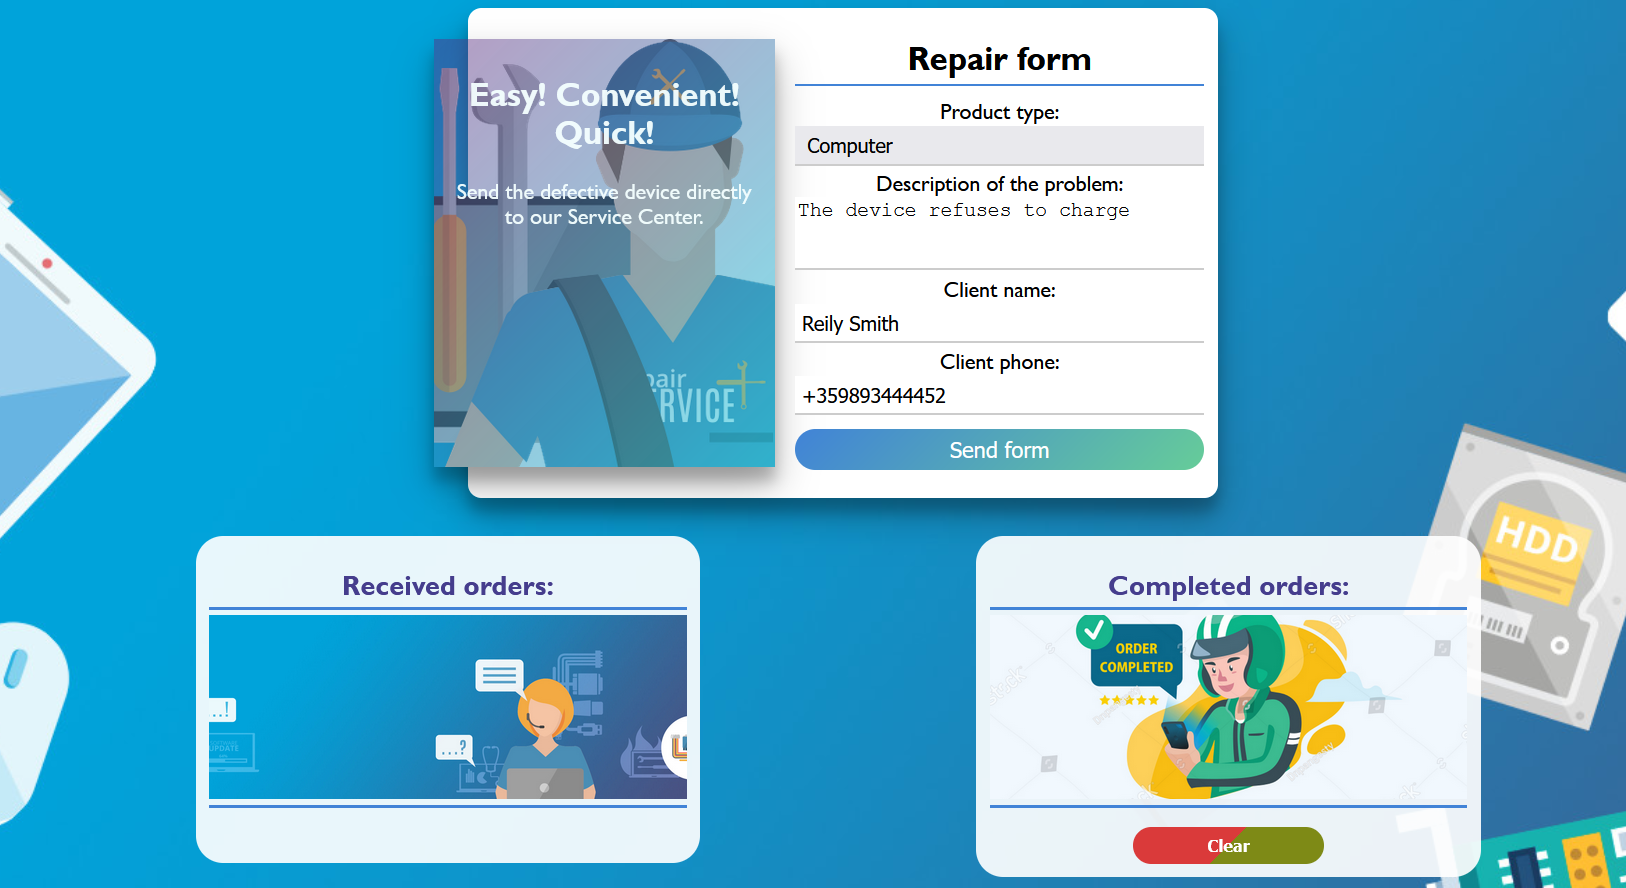 Easy! Convenient!
Quick!
Send the defective device directly
to our Service Center.
pair
RVICE
Repair form
Product type:
Computer
Description of the problem:
The device refuses to charge
Client name:
Reily Smith
Client phone:
+359893444452
Send form
HDD
Received orders:
..!
UPDATE
...?
Completed orders:
ORDER
COMPLETED
Clear